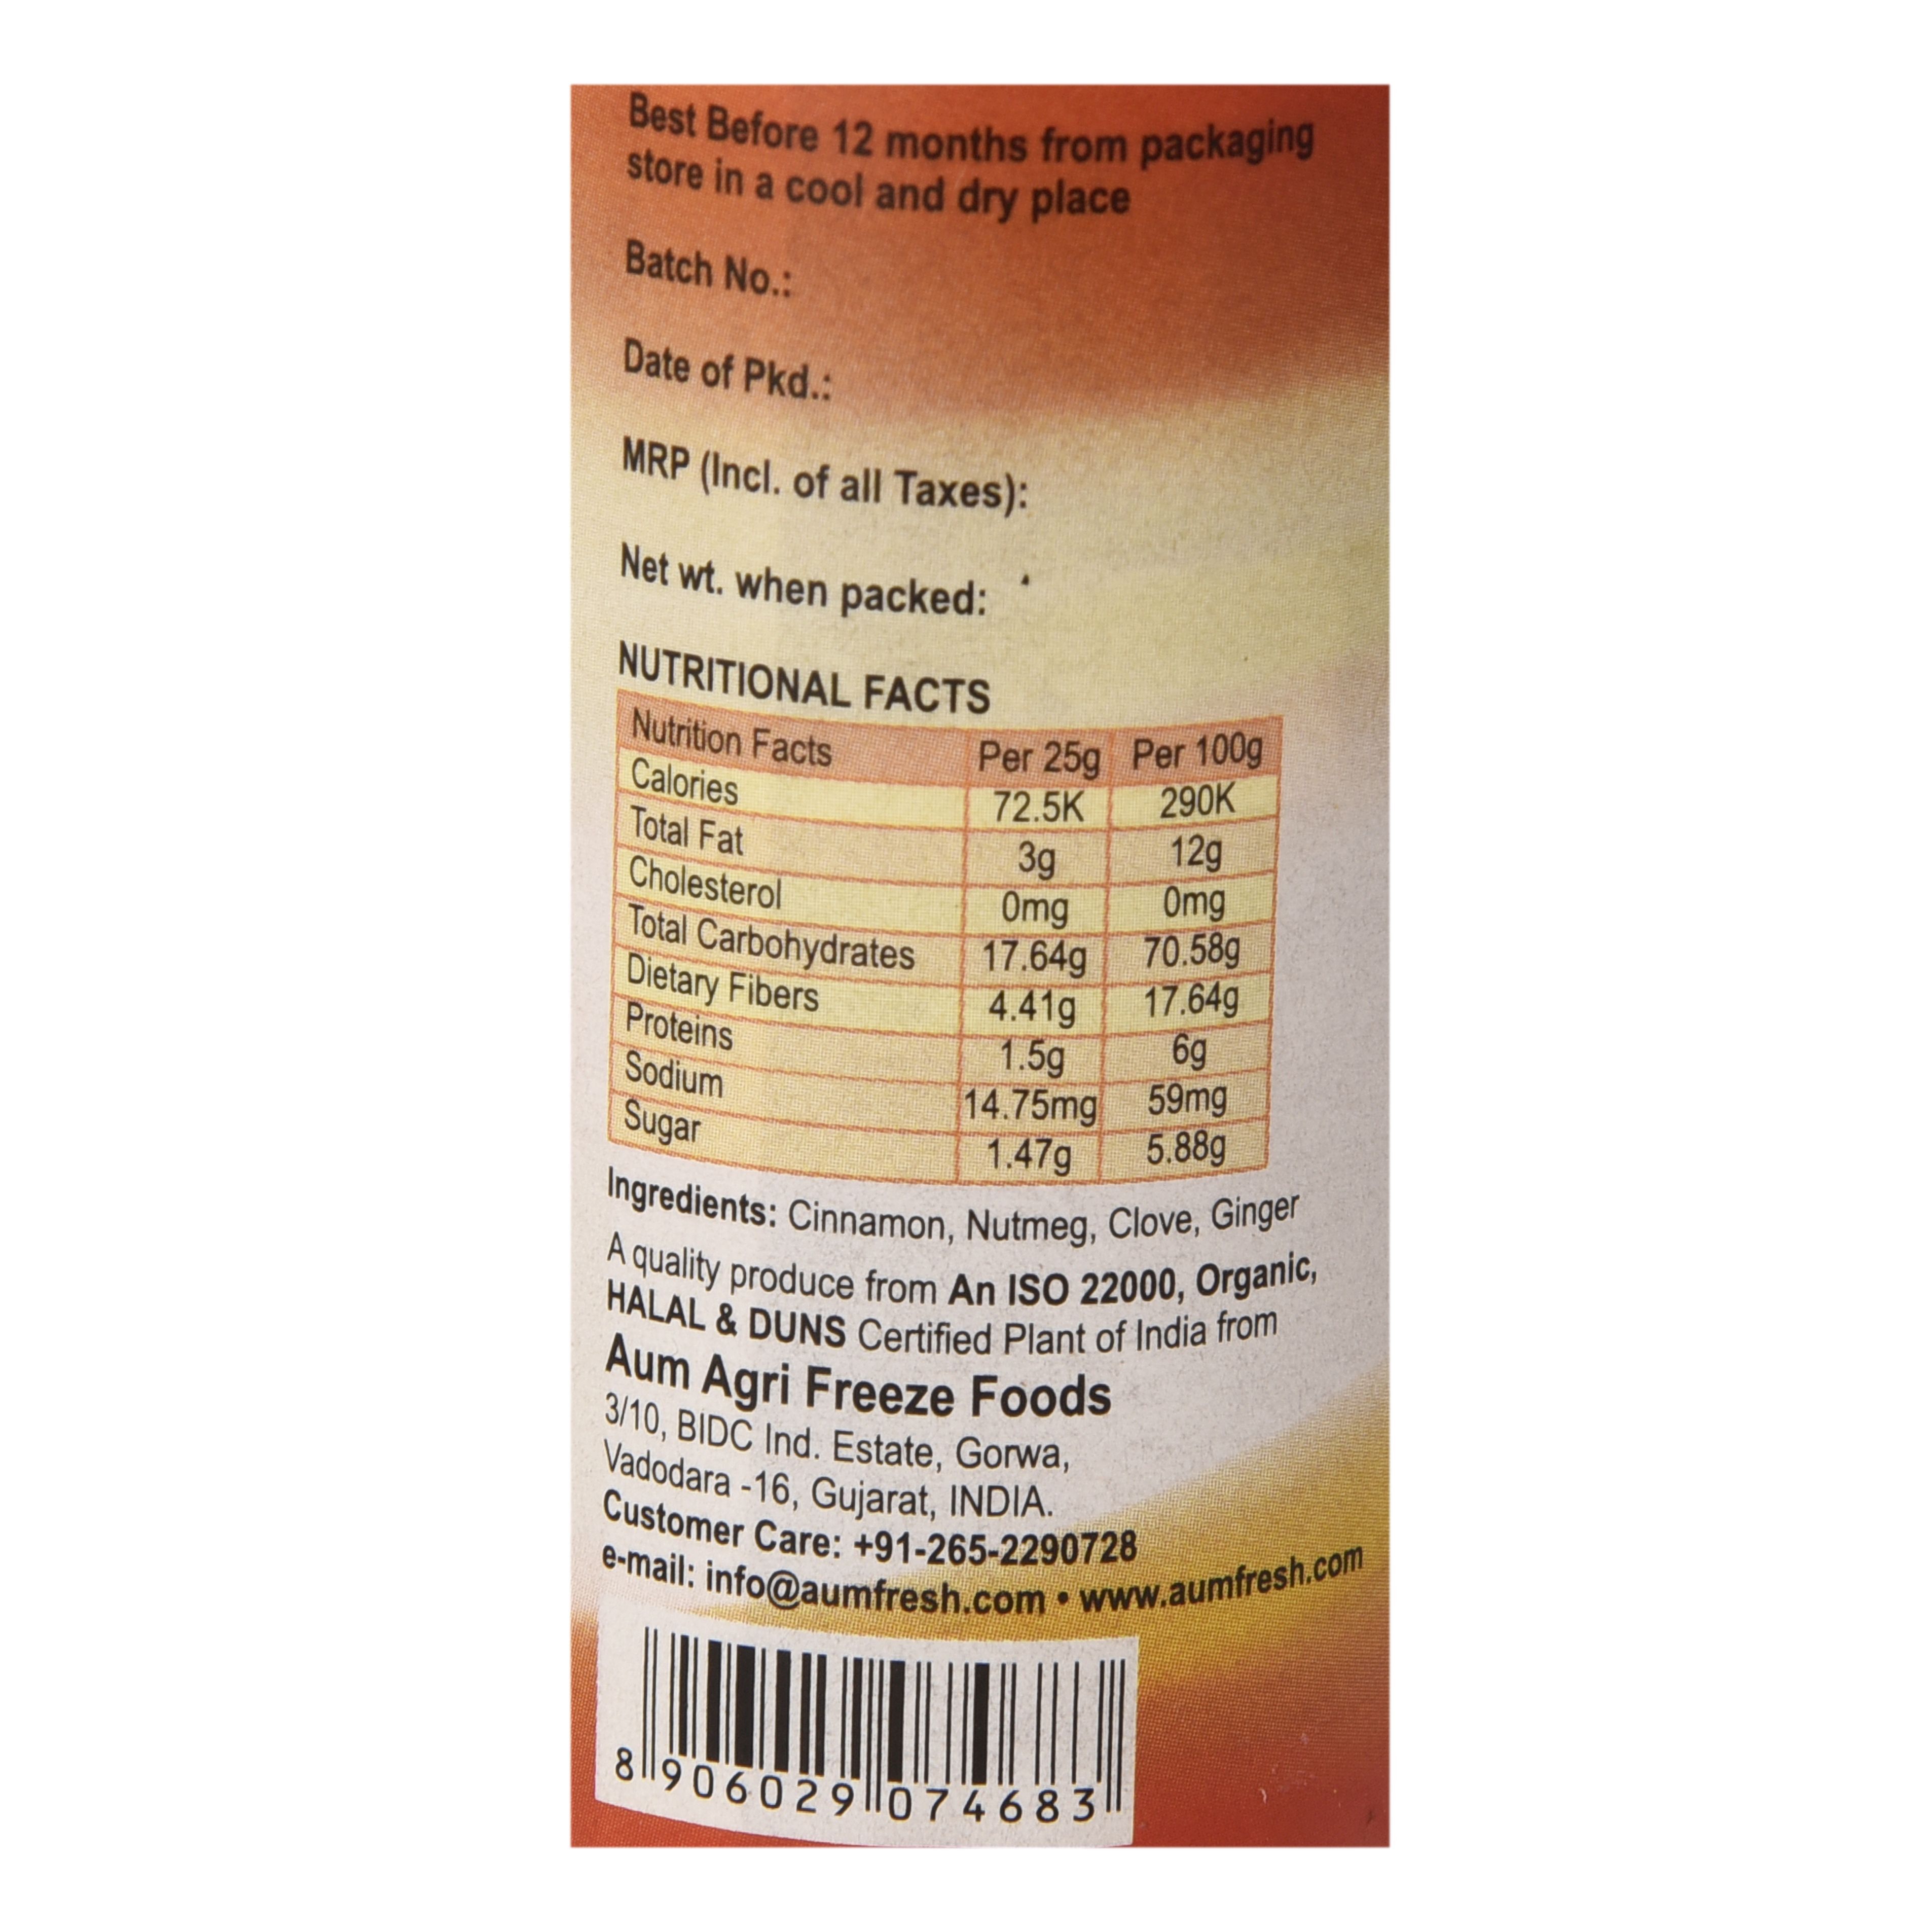 Best Before 12 months from packaging
store in a cool and dry place
Batch No.:
Date of Pkd.:
MRP (Incl. of all Taxes):
Net wt. when packed:
NUTRITIONAL FACTS
Nutrition Facts Per 25g Per 100g
Calories 72.5K 290K
Total Fat 3g 12g
Cholesterol 0mg 0mg
Total Carbohydrates 17.64g 70.58g
Dietary Fibers 4.41g 17.64g
Proteins 1.5g 6g
Sodium 14.75mg 59mg
Sugar 1.47g 5.88g
Ingredients: Cinnamon, Nutmeg, Clove, Ginger
A quality produce from An ISO 22000, Organic,
HALAL & DUNS Certified Plant of India from
Aum Agri Freeze Foods
3/10, BIDC Ind. Estate, Gorwa,
Vadodara -16, Gujarat, INDIA.
Customer Care: +91-265-2290728
e-mail: info@aumfresh.com • www.aumfresh.com
8 906029 074683